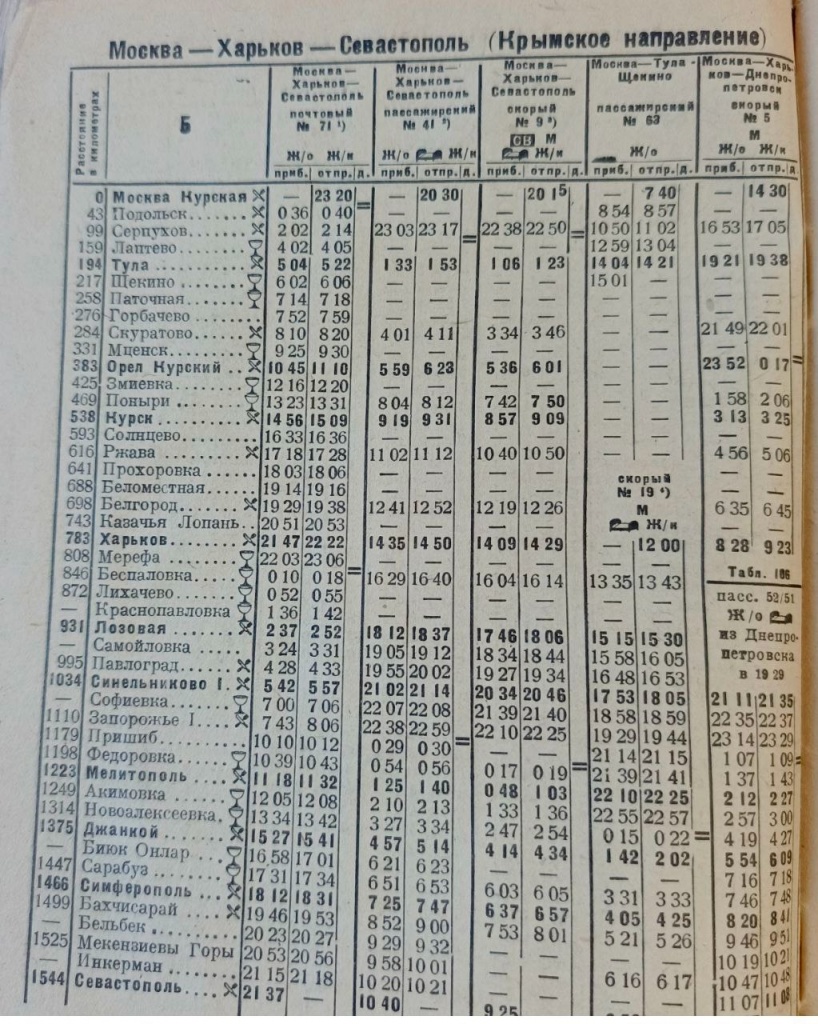 Москва — Харьков — Севастополь (Крымское направление)
Расстояние в километрах
Б
Москва—Харьков—Севастополь почтовый № 71 ¹) Ж/о Ж/к
Москва—Харьков—Севастополь пассажирский № 41 ²) Ж/о Ж/к
Москва—Харьков—Севастополь скорый № 9 ³) СВ М Ж/к
Москва—Тула-Щекино пассажирский № 63 Ж/о
Москва—Харьков—Днепропетровск скорый № 5 М Ж/о Ж/к
приб. отпр. д. приб. отпр. д. приб. отпр. д. приб. отпр. д. приб. отпр. д.
0 Москва Курская — 23 20 = — 20 30 — 20 15 — 7 40 — 14 30
43 Подольск....... 0 36 0 40 — — — — 8 54 8 57 — —
99 Серпухов....... 2 02 2 14 23 03 23 17 = 22 38 22 50 = 10 50 11 02 16 53 17 05
159 Лаптево........ 4 02 4 05 — — — — 12 59 13 04 — —
194 Тула........... 5 04 5 22 1 33 1 53 1 06 1 23 14 04 14 21 19 21 19 38
217 Щекино......... 6 02 6 06 — — — — 15 01 — — —
258 Паточная....... 7 14 7 18 — — — — — — — —
276 Горбачево...... 7 52 7 59 — — — — — — — —
284 Скуратово...... 8 10 8 20 4 01 4 11 3 34 3 46 — — 21 49 22 01
331 Мценск......... 9 25 9 30 — — — — — — — —
383 Орел Курский .. 10 45 11 10 5 59 6 23 5 36 6 01 — — 23 52 0 17 =
425 Змиевка........ 12 16 12 20 — — — — — — — —
469 Поныри ........ 13 23 13 31 8 04 8 12 7 42 7 50 — — 1 58 2 06
538 Курск.......... 14 56 15 09 9 19 9 31 8 57 9 09 — — 3 13 3 25
593 Солнцево....... 16 33 16 36 — — — — — — — —
616 Ржава ......... 17 18 17 28 11 02 11 12 10 40 10 50 — — 4 56 5 06
641 Прохоровка .... 18 03 18 06 — — — — — —
688 Беломестная.... 19 14 19 16 — — — — скорый № 19 ⁴) — —
698 Белгород....... 19 29 19 38 12 41 12 52 12 19 12 26 М 6 35 6 45
743 Казачья Лопань.. 20 51 20 53 — — — — Ж/к — —
783 Харьков ....... 21 47 22 22 14 35 14 50 14 09 14 29 — 12 00 8 28 9 23
808 Мерефа ........ 22 03 23 06 — — — — — — Табл. 106
846 Беспаловка .... 0 10 0 18 = 16 29 16 40 16 04 16 14 13 35 13 43 пасс. 52/51
872 Лихачево....... 0 52 0 55 — — — — — — Ж/о
— Краснопавловка 1 36 1 42 — — — — — — из Днепро-
931 Лозовая ....... 2 37 2 52 18 12 18 37 17 46 18 06 15 15 15 30 петровска
— Самойловка .... 3 24 3 31 19 05 19 12 18 34 18 44 15 58 16 05 в 19 29
995 Павлоград...... 4 28 4 33 19 55 20 02 19 27 19 34 16 48 16 53
1034 Синельниково I. 5 42 5 57 21 02 21 14 20 34 20 46 17 53 18 05 21 11 21 35
— Софиевка ...... 7 00 7 06 22 07 22 08 21 39 21 40 18 58 18 59 22 35 22 37
1110 Запорожье I.... 7 43 8 06 22 38 22 59 22 10 22 25 19 29 19 44 23 14 23 29
1179 Пришиб......... 10 10 10 12 0 29 0 30 = — — 21 14 21 15 1 07 1 09 =
1198 Федоровка ..... 10 39 10 43 0 54 0 56 0 17 0 19 = 21 39 21 41 1 37 1 43
1223 Мелитополь .... 11 18 11 32 1 25 1 40 0 48 1 03 22 10 22 25 2 12 2 27
1249 Акимовка ...... 12 05 12 08 2 10 2 13 1 33 1 36 22 55 22 57 2 57 3 00
1314 Новоалексеевка. 13 34 13 42 3 27 3 34 2 47 2 54 0 15 0 22 = 4 19 4 27
1375 Джанкой ....... 15 27 15 41 4 57 5 14 4 14 4 34 1 42 2 02 5 54 6 09
— Биюк Онлар .... 16 58 17 01 6 21 6 23 — — — — 7 16 7 18
1447 Сарабуз ....... 17 31 17 34 6 51 6 53 6 03 6 05 3 31 3 33 7 46 7 48
1466 Симферополь ... 18 12 18 31 7 25 7 47 6 37 6 57 4 05 4 25 8 20 8 41
1499 Бахчисарай .... 19 46 19 53 8 52 9 00 7 53 8 01 5 21 5 26 9 46 9 51
— Бельбек ....... 20 23 20 27 9 29 9 32 — — — — 10 19 10 21
1525 Мекензиевы Горы 20 53 20 56 9 58 10 01 — — 6 16 6 17 10 47 10 48
— Инкерман ...... 21 15 21 18 10 20 10 21 — — — — 11 07 11 08
1544 Севастополь.... 21 37 — 10 40 — 9 25